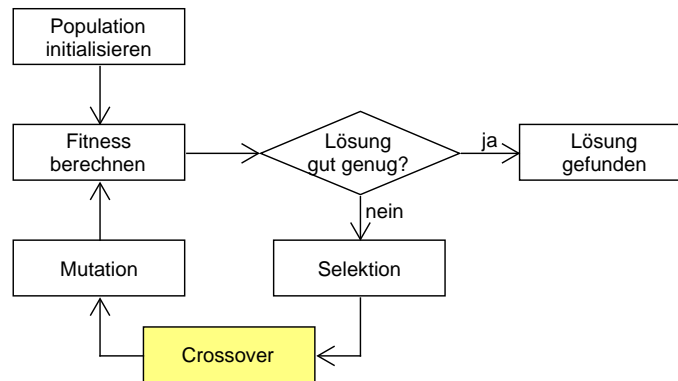 Population
initialisieren
Fitness
berechnen
Lösung
gut genug?
ja
Lösung
gefunden
nein
Mutation
Selektion
Crossover